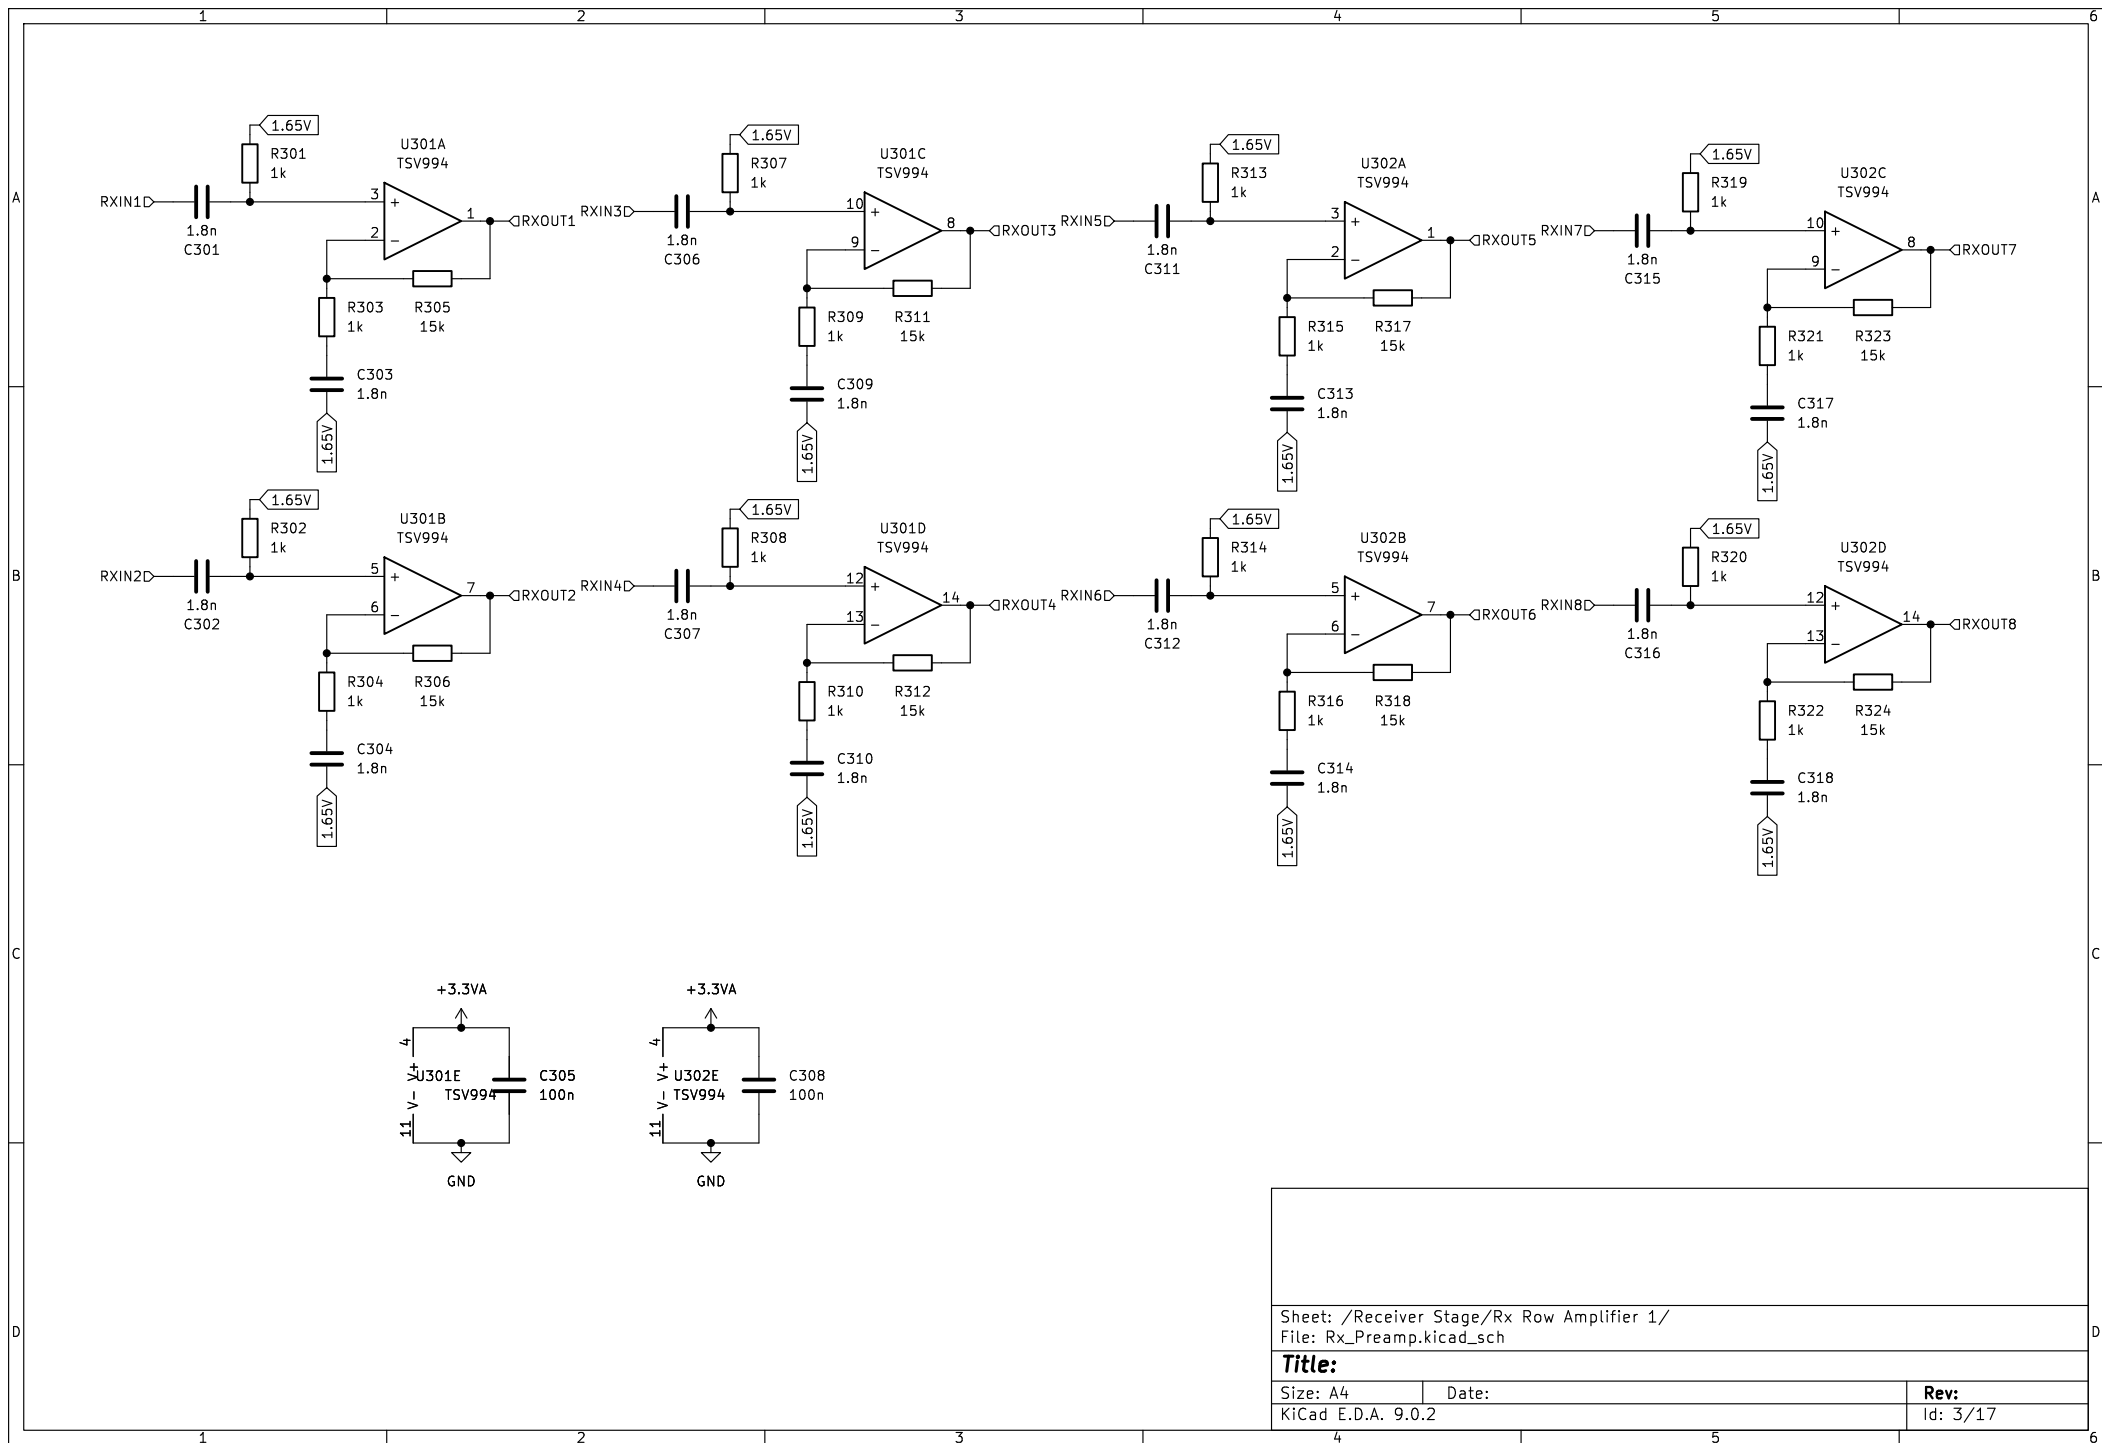 1 2 3 4 5 6
A
B
C
D
1.65V
R301
1k
U301A
TSV994
RXIN1
1.8n
C301
3
2
1
+
-
RXOUT1
R303
1k
R305
15k
C303
1.8n
1.65V
1.65V
R307
1k
U301C
TSV994
RXIN3
1.8n
C306
10
9
8
+
-
RXOUT3
R309
1k
R311
15k
C309
1.8n
1.65V
1.65V
R313
1k
U302A
TSV994
RXIN5
1.8n
C311
3
2
1
+
-
RXOUT5
R315
1k
R317
15k
C313
1.8n
1.65V
1.65V
R319
1k
U302C
TSV994
RXIN7
1.8n
C315
10
9
8
+
-
RXOUT7
R321
1k
R323
15k
C317
1.8n
1.65V
1.65V
R302
1k
U301B
TSV994
RXIN2
1.8n
C302
5
6
7
+
-
RXOUT2
R304
1k
R306
15k
C304
1.8n
1.65V
1.65V
R308
1k
U301D
TSV994
RXIN4
1.8n
C307
12
13
14
+
-
RXOUT4
R310
1k
R312
15k
C310
1.8n
1.65V
1.65V
R314
1k
U302B
TSV994
RXIN6
1.8n
C312
5
6
7
+
-
RXOUT6
R316
1k
R318
15k
C314
1.8n
1.65V
1.65V
R320
1k
U302D
TSV994
RXIN8
1.8n
C316
12
13
14
+
-
RXOUT8
R322
1k
R324
15k
C318
1.8n
1.65V
+3.3VA
4
V+
V-
11
U301E
TSV994
C305
100n
GND
+3.3VA
4
V+
V-
11
U302E
TSV994
C308
100n
GND
Sheet: /Receiver Stage/Rx Row Amplifier 1/
File: Rx_Preamp.kicad_sch
Title:
Size: A4 Date: Rev:
KiCad E.D.A. 9.0.2 Id: 3/17
A
B
C
D
1 2 3 4 5 6